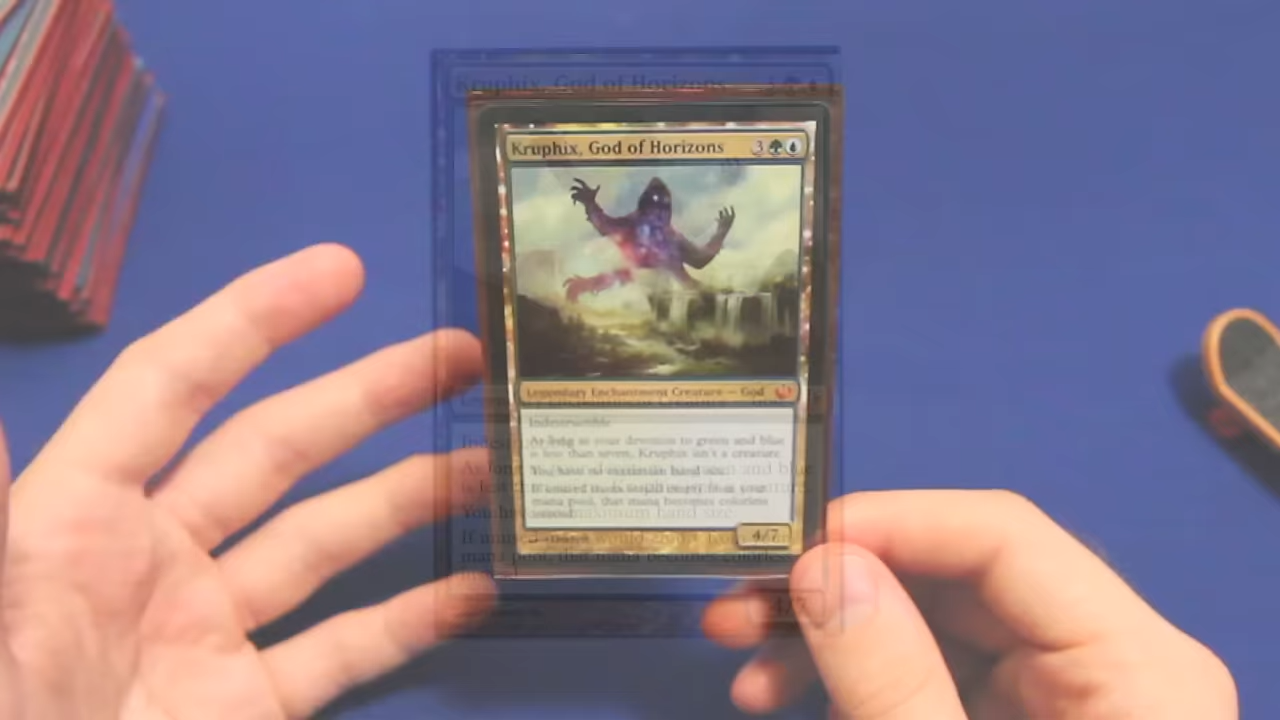 Kruphix, God of Horizons 3
Legendary Enchantment Creature — God
Indestructible
As long as your devotion to green and blue
is less than seven, Kruphix isn't a creature.
You have no maximum hand size.
If unused mana would empty from your
mana pool, that mana becomes colorless
instead.
4/7